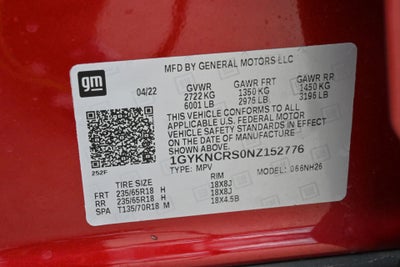 gm
MFD BY GENERAL MOTORS LLC
04/22
GVWR GAWR FRT GAWR RR
2722 KG 1350 KG 1450 KG
6001 LB 2976 LB 3196 LB
THIS VEHICLE CONFORMS TO ALL
APPLICABLE U.S. FEDERAL MOTOR
VEHICLE SAFETY STANDARDS IN EFFECT
ON THE DATE OF MANUFACTURE
SHOWN ABOVE.
1GYKNCRS0NZ152776
252F
TYPE: MPV
MODEL: 066NH26
TIRE SIZE RIM
FRT 235/65R18 H 18X8J
RR 235/65R18 H 18X8J
SPA T135/70R18 M 18X4.5B